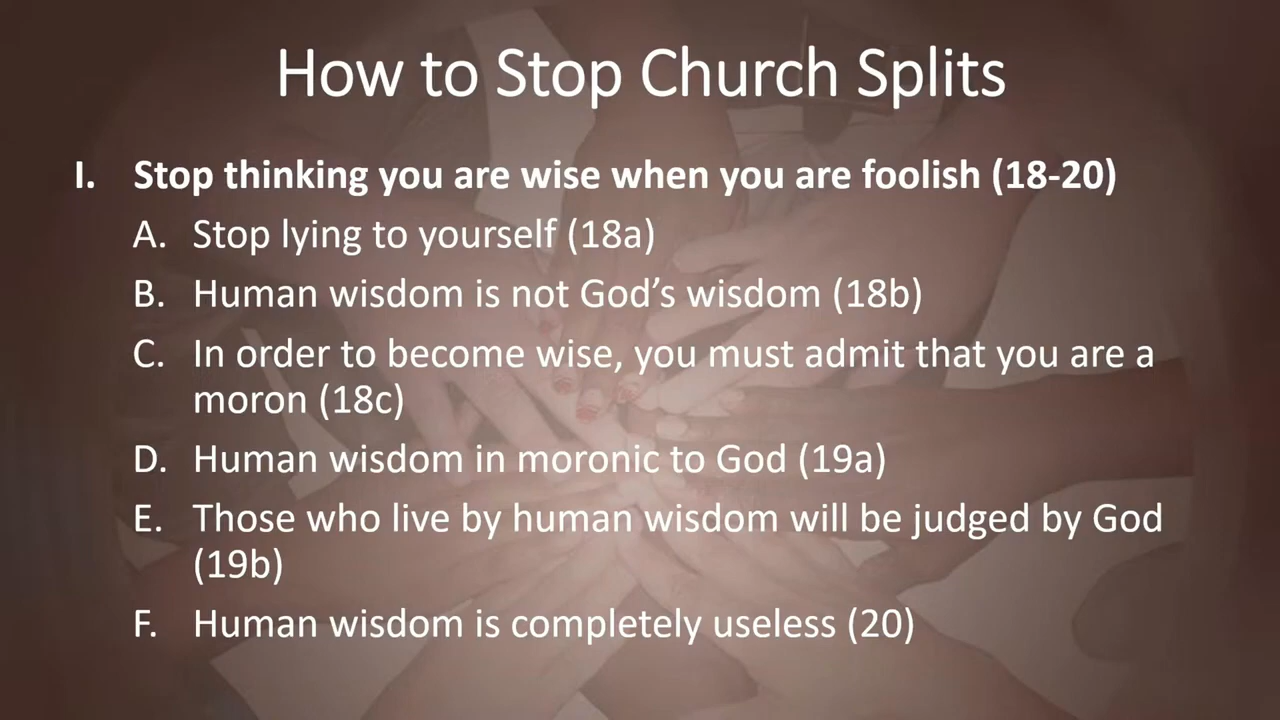 How to Stop Church Splits
I. Stop thinking you are wise when you are foolish (18-20)
A. Stop lying to yourself (18a)
B. Human wisdom is not God’s wisdom (18b)
C. In order to become wise, you must admit that you are a
moron (18c)
D. Human wisdom in moronic to God (19a)
E. Those who live by human wisdom will be judged by God
(19b)
F. Human wisdom is completely useless (20)